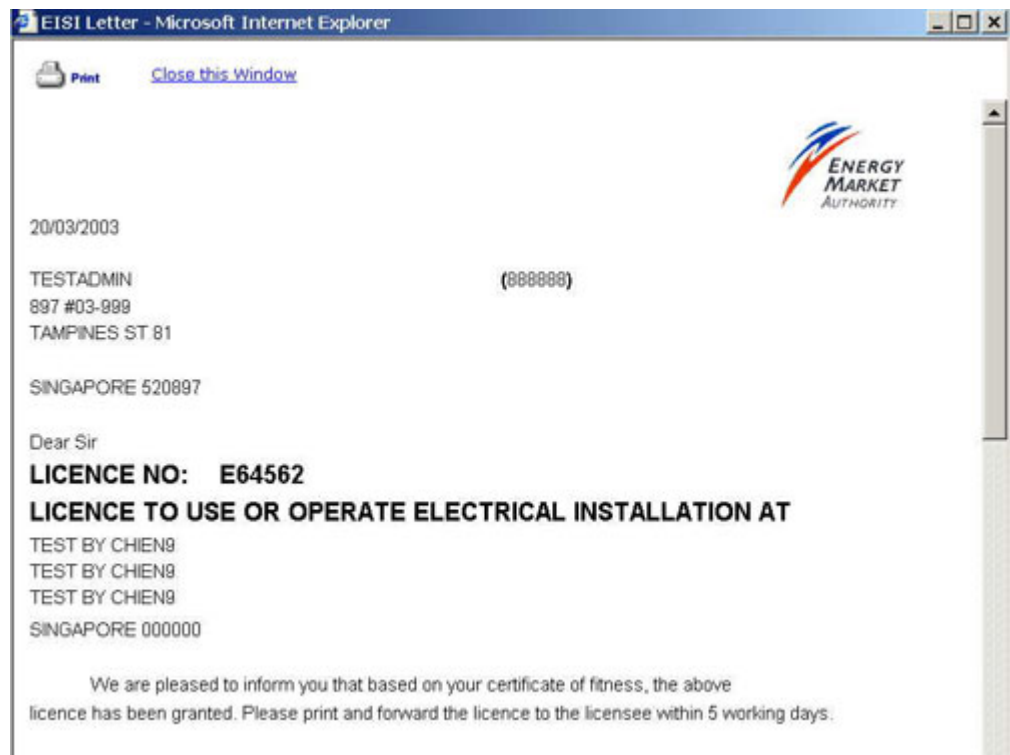 EISI Letter - Microsoft Internet Explorer
Print Close this Window
ENERGY
MARKET
AUTHORITY
20/03/2003
TESTADMIN (888888)
897 #03-999
TAMPINES ST 81
SINGAPORE 520897
Dear Sir
LICENCE NO: E64562
LICENCE TO USE OR OPERATE ELECTRICAL INSTALLATION AT
TEST BY CHIEN9
TEST BY CHIEN9
TEST BY CHIEN9
SINGAPORE 000000
We are pleased to inform you that based on your certificate of fitness, the above
licence has been granted. Please print and forward the licence to the licensee within 5 working days.